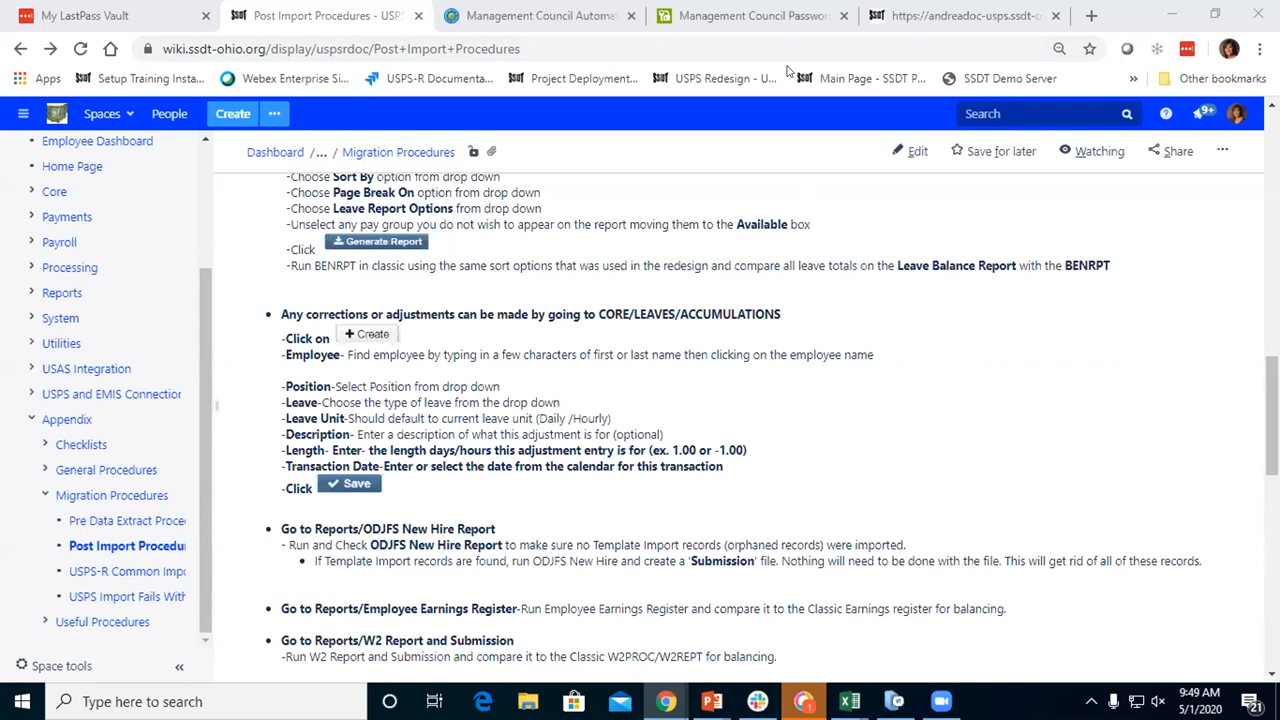 My LastPass Vault
Post Import Procedures - USPS
Management Council Automa
Management Council Passwor
https://andreadoc-usps.ssdt-o
wiki.ssdt-ohio.org/display/uspsrdoc/Post+Import+Procedures
Apps
Setup Training Insta...
Webex Enterprise Si...
USPS-R Documenta...
Project Deployment...
USPS Redesign - U...
Main Page - SSDT P...
SSDT Demo Server
»
Other bookmarks
Spaces
People
Create
Search
9+
Employee Dashboard
Home Page
Core
Payments
Payroll
Processing
Reports
System
Utilities
USAS Integration
USPS and EMIS Connection
Appendix
Checklists
General Procedures
Migration Procedures
Pre Data Extract Proce
Post Import Procedu
USPS-R Common Impo
USPS Import Fails With
Useful Procedures
Space tools
Dashboard /... / Migration Procedures
Edit
Save for later
Watching
Share
-Choose Sort By option from drop down
-Choose Page Break On option from drop down
-Choose Leave Report Options from drop down
-Unselect any pay group you do not wish to appear on the report moving them to the Available box
-Click Generate Report
-Run BENRPT in classic using the same sort options that was used in the redesign and compare all leave totals on the Leave Balance Report with the BENRPT
• Any corrections or adjustments can be made by going to CORE/LEAVES/ACCUMULATIONS
-Click on + Create
-Employee- Find employee by typing in a few characters of first or last name then clicking on the employee name
-Position-Select Position from drop down
-Leave-Choose the type of leave from the drop down
-Leave Unit-Should default to current leave unit (Daily /Hourly)
-Description- Enter a description of what this adjustment is for (optional)
-Length- Enter- the length days/hours this adjustment entry is for (ex. 1.00 or -1.00)
-Transaction Date-Enter or select the date from the calendar for this transaction
-Click Save
• Go to Reports/ODJFS New Hire Report
- Run and Check ODJFS New Hire Report to make sure no Template Import records (orphaned records) were imported.
• If Template Import records are found, run ODJFS New Hire and create a 'Submission' file. Nothing will need to be done with the file. This will get rid of all of these records.
• Go to Reports/Employee Earnings Register-Run Employee Earnings Register and compare it to the Classic Earnings register for balancing.
• Go to Reports/W2 Report and Submission
-Run W2 Report and Submission and compare it to the Classic W2PROC/W2REPT for balancing.
Type here to search
9:49 AM
5/1/2020
21